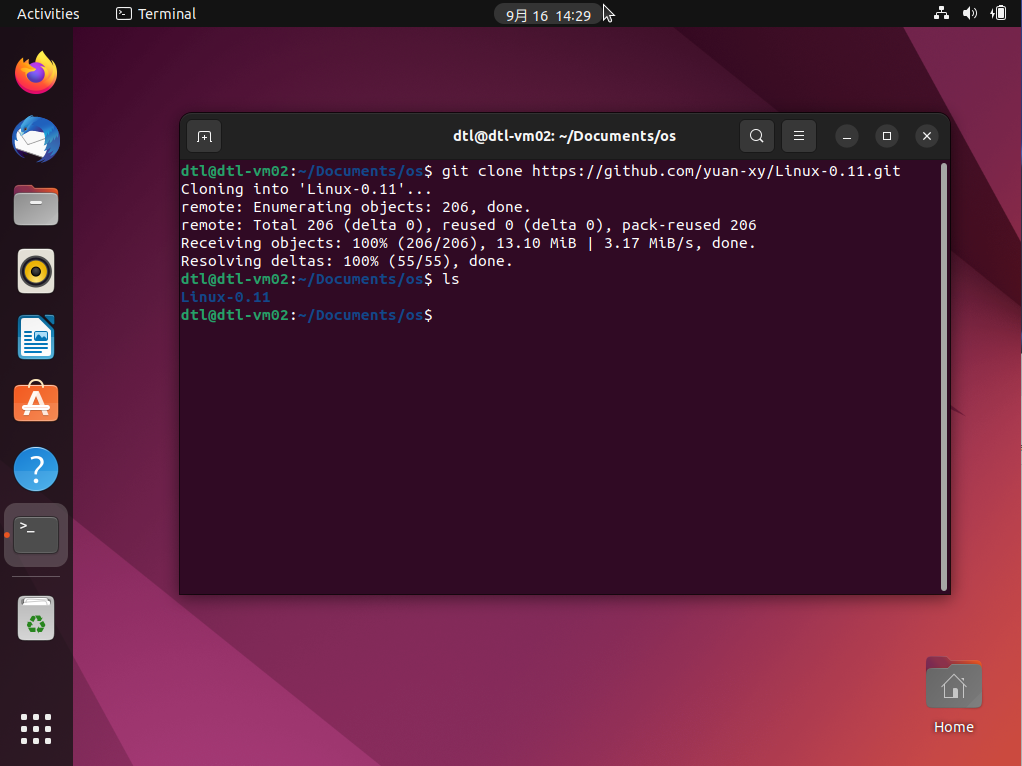 Activities
Terminal
9月 16 14:29
dtl@dtl-vm02: ~/Documents/os
dtl@dtl-vm02:~/Documents/os$ git clone https://github.com/yuan-xy/Linux-0.11.git
Cloning into 'Linux-0.11'...
remote: Enumerating objects: 206, done.
remote: Total 206 (delta 0), reused 0 (delta 0), pack-reused 206
Receiving objects: 100% (206/206), 13.10 MiB | 3.17 MiB/s, done.
Resolving deltas: 100% (55/55), done.
dtl@dtl-vm02:~/Documents/os$ ls
Linux-0.11
dtl@dtl-vm02:~/Documents/os$
Home